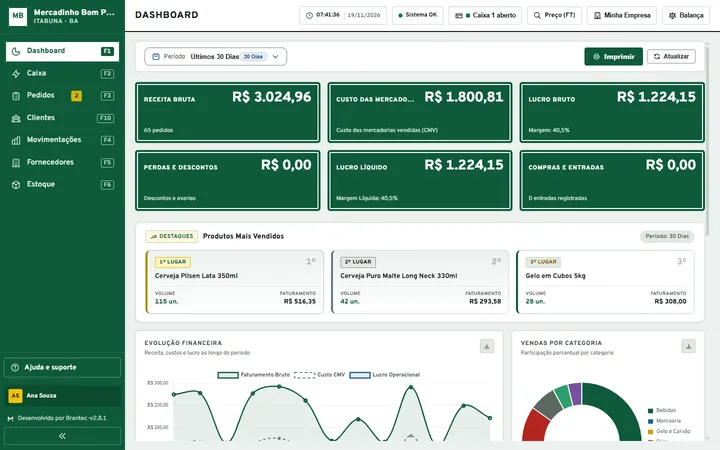 MB
Mercadinho Bom P...
ITABUNA - BA
Dashboard F1
Caixa F2
Pedidos 2 F3
Clientes F10
Movimentações F4
Fornecedores F5
Estoque F6
Ajuda e suporte
AS Ana Souza
Desenvolvido por Brantec-v2.8.1
DASHBOARD
07:41:36 19/11/2026
Sistema OK
Caixa 1 aberto
Preço (F7)
Minha Empresa
Balança
Período: Últimos 30 Dias 30 Dias
Imprimir
Atualizar
RECEITA BRUTA R$ 3.024,96
65 pedidos
CUSTO DAS MERCADO... R$ 1.800,81
Custo das mercadorias vendidas (CMV)
LUCRO BRUTO R$ 1.224,15
Margem: 40,5%
PERDAS E DESCONTOS R$ 0,00
Descontos e avarias
LUCRO LÍQUIDO R$ 1.224,15
Margem Líquida: 40,5%
COMPRAS E ENTRADAS R$ 0,00
0 entradas registradas
DESTAQUES Produtos Mais Vendidos
Período: 30 Dias
1º LUGAR 1º
Cerveja Pilsen Lata 350ml
VOLUME FATURAMENTO
115 un. R$ 516,35
2º LUGAR 2º
Cerveja Puro Malte Long Neck 330ml
VOLUME FATURAMENTO
42 un. R$ 293,58
3º LUGAR 3º
Gelo em Cubos 5kg
VOLUME FATURAMENTO
28 un. R$ 308,00
EVOLUÇÃO FINANCEIRA
Receita, custos e lucro ao longo do período
Faturamento Bruto Custo CMV Lucro Operacional
R$ 300,00
R$ 250,00
R$ 200,00
VENDAS POR CATEGORIA
Participação percentual por categoria
Bebidas
Mercearia
Gelo e Carvão